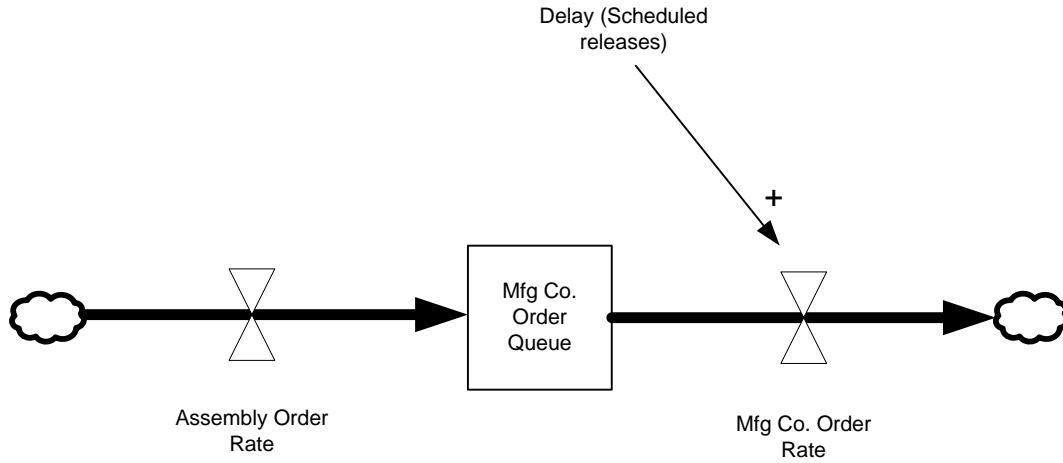 Delay (Scheduled
releases)
+
Mfg Co.
Order
Queue
Assembly Order
Rate
Mfg Co. Order
Rate